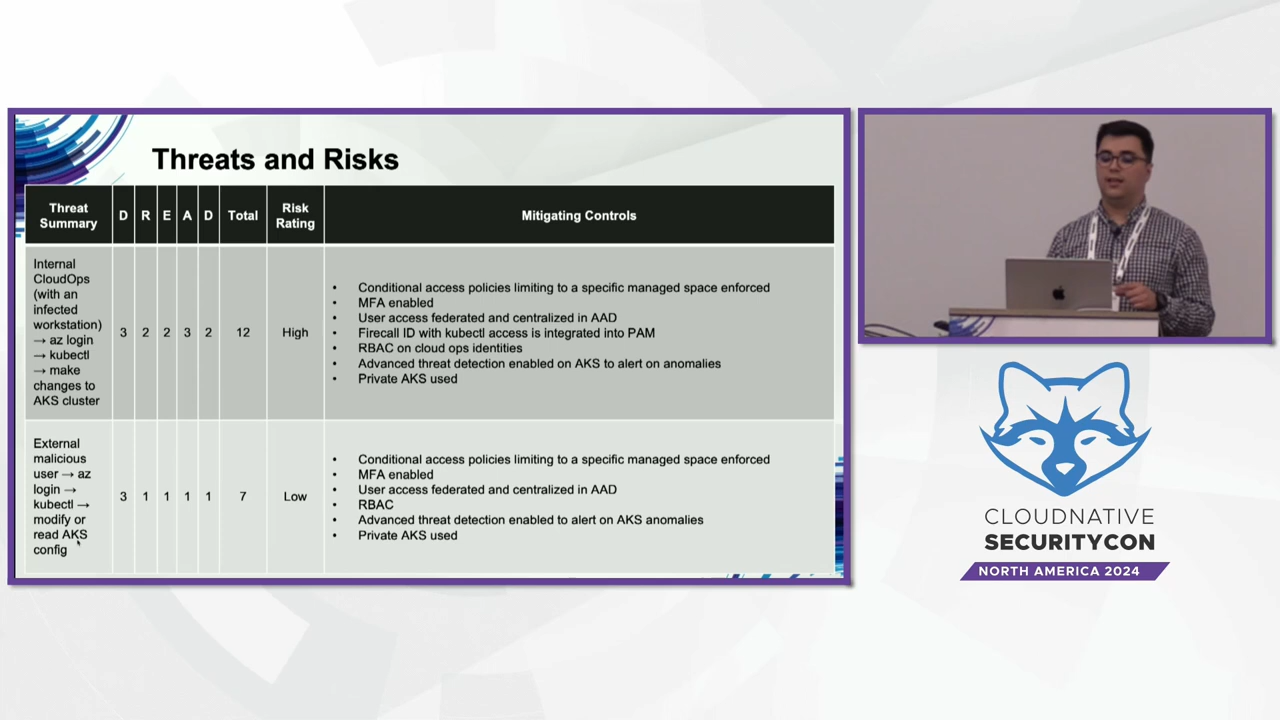 Threats and Risks
Threat
Summary
D
R
E
A
D
Total
Risk
Rating
Mitigating Controls
Internal
CloudOps
(with an
infected
workstation)
→ az login
→ kubectl
→ make
changes to
AKS cluster
3
2
2
3
2
12
High
• Conditional access policies limiting to a specific managed space enforced
• MFA enabled
• User access federated and centralized in AAD
• Firecall ID with kubectl access is integrated into PAM
• RBAC on cloud ops identities
• Advanced threat detection enabled on AKS to alert on anomalies
• Private AKS used
External
malicious
user → az
login →
kubectl →
modify or
read AKS
config
3
1
1
1
1
7
Low
• Conditional access policies limiting to a specific managed space enforced
• MFA enabled
• User access federated and centralized in AAD
• RBAC
• Advanced threat detection enabled to alert on AKS anomalies
• Private AKS used
CLOUDNATIVE
SECURITYCON
NORTH AMERICA 2024